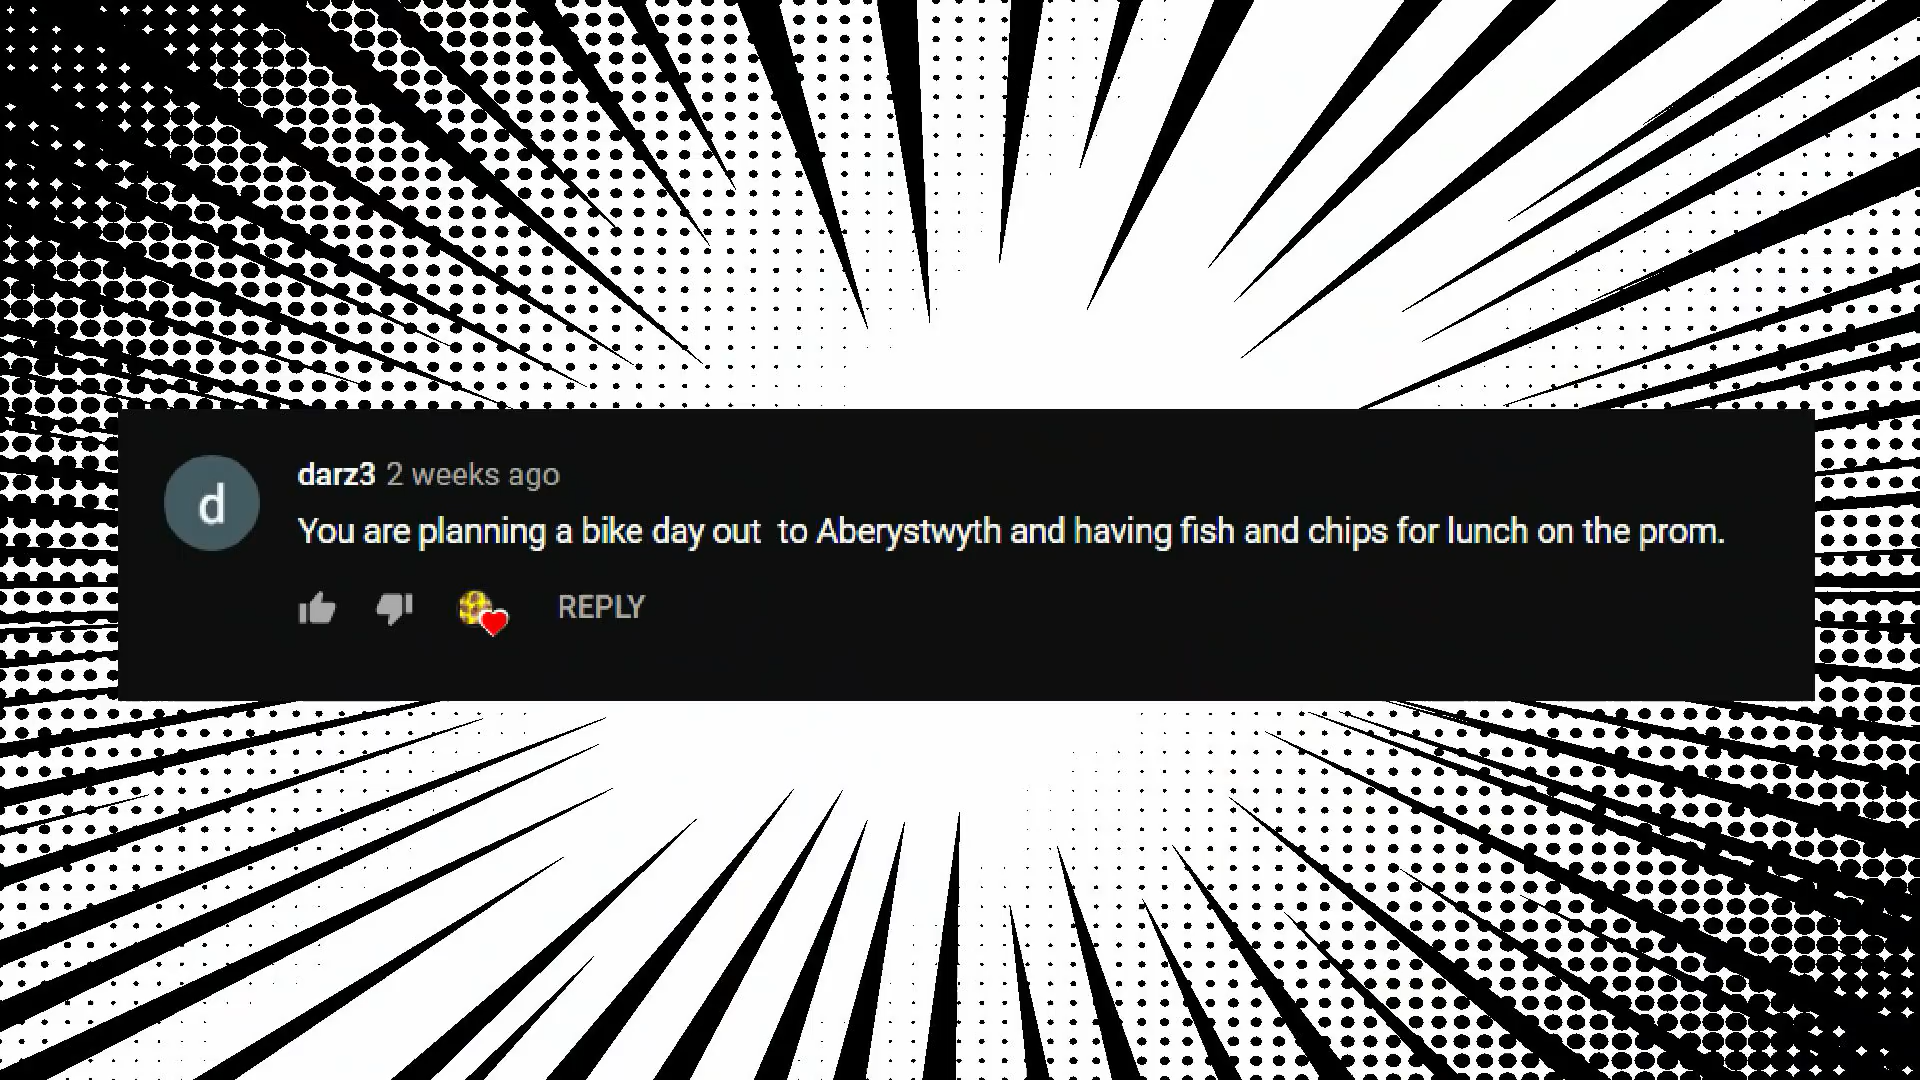 d
darz3 2 weeks ago
You are planning a bike day out  to Aberystwyth and having fish and chips for lunch on the prom.
REPLY